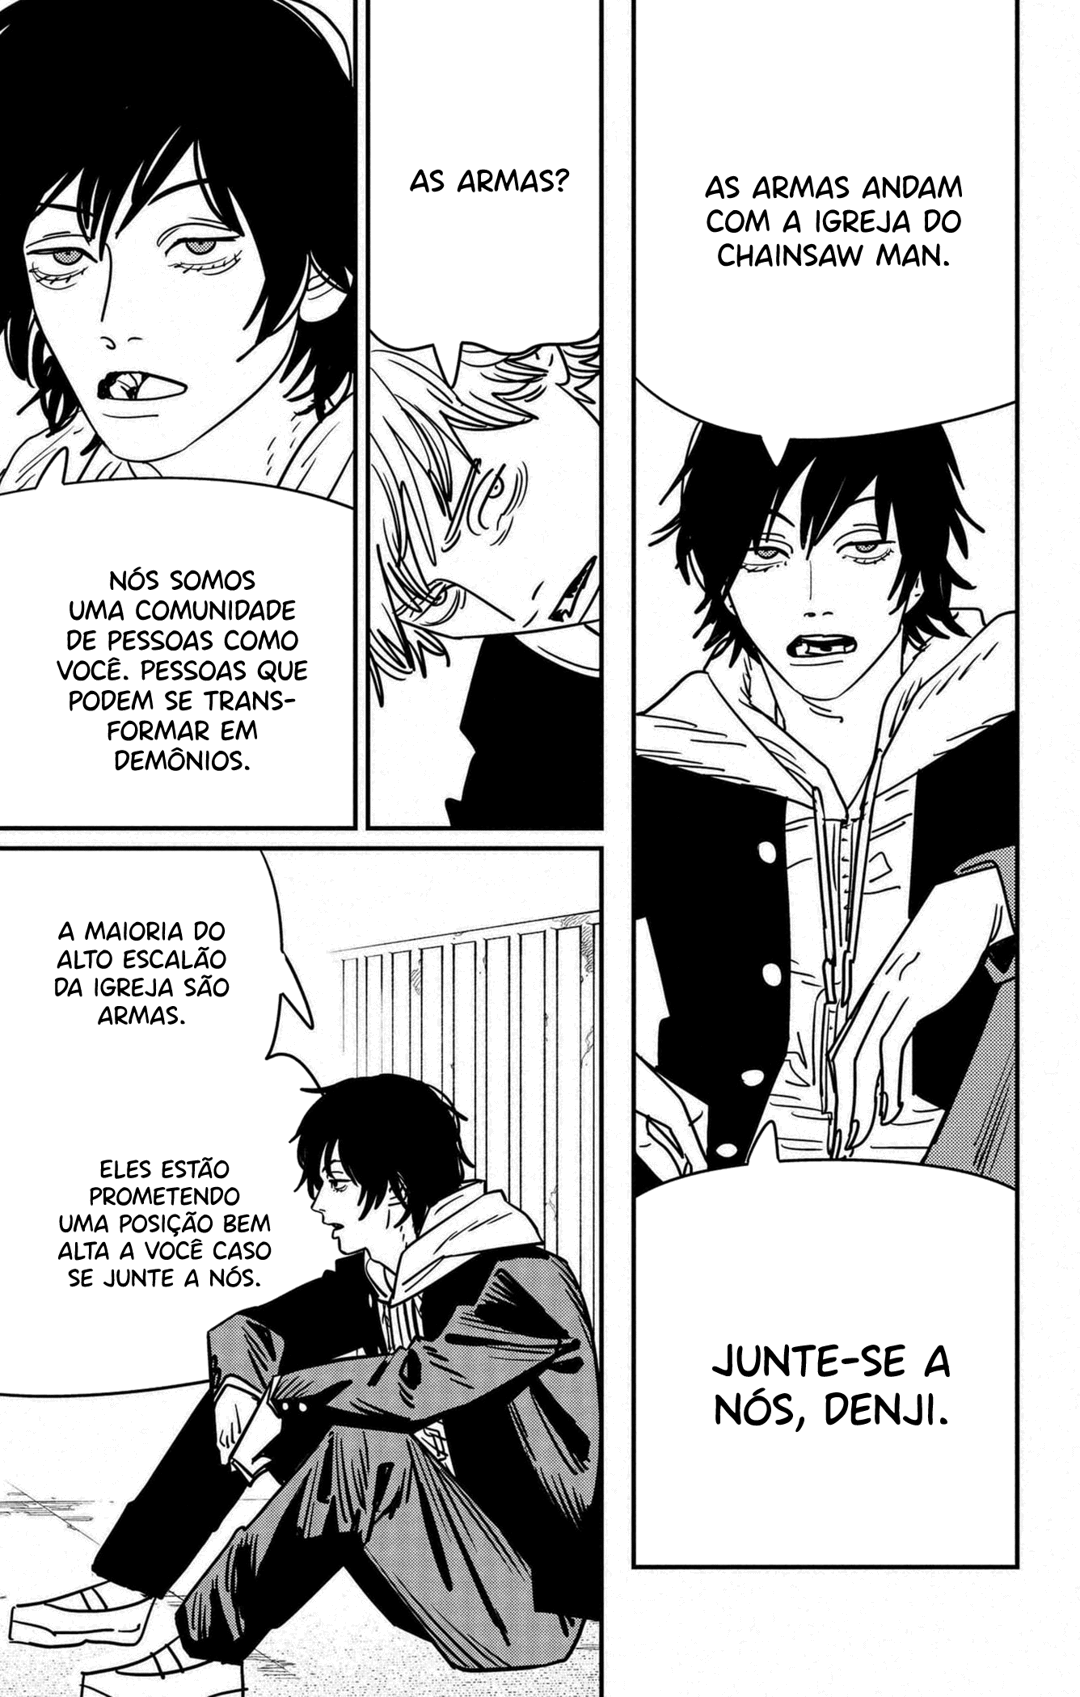 AS ARMAS ANDAM
COM A IGREJA DO
CHAINSAW MAN.
JUNTE-SE A
NÓS, DENJI.
AS ARMAS?
NÓS SOMOS
UMA COMUNIDADE
DE PESSOAS COMO
VOCÊ. PESSOAS QUE
PODEM SE TRANS-
FORMAR EM
DEMÔNIOS.
A MAIORIA DO
ALTO ESCALÃO
DA IGREJA SÃO
ARMAS.
ELES ESTÃO
PROMETENDO
UMA POSIÇÃO BEM
ALTA A VOCÊ CASO
SE JUNTE A NÓS.